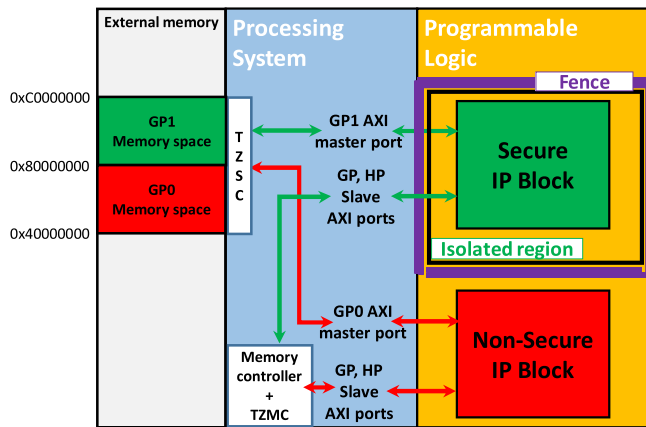 External memory
Processing
System
Programmable
Logic
Fence
0xC0000000
GP1
Memory space
0x80000000
GP0
Memory space
0x40000000
T
Z
S
C
GP1 AXI
master port
GP, HP
Slave
AXI ports
Secure
IP Block
Isolated region
GP0 AXI
master port
Non-Secure
IP Block
Memory
controller
+
TZMC
GP, HP
Slave
AXI ports